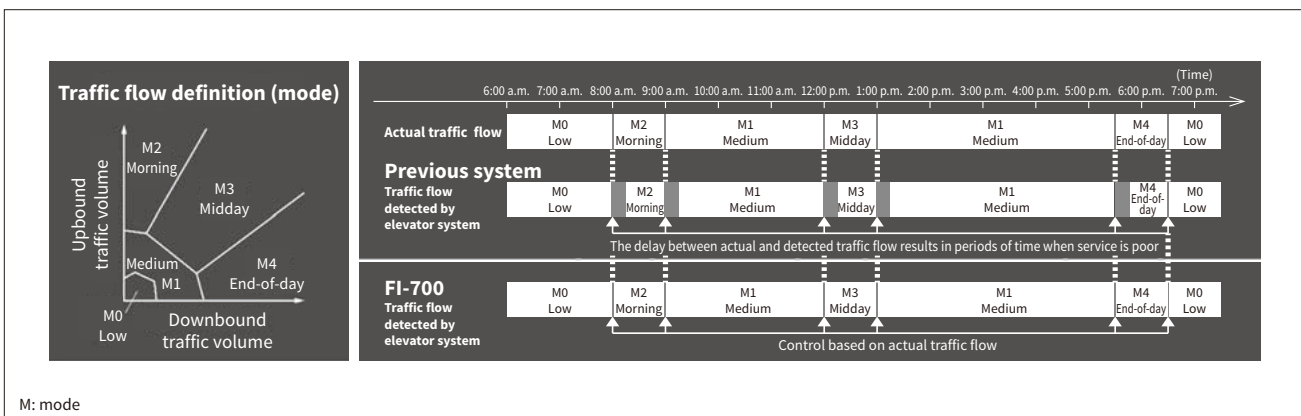 Traffic flow definition (mode)
Upbound
traffic volume
M2
Morning
M3
Midday
Medium
M1
M4
End-of-day
M0
Low
Downbound
traffic volume
(Time)
6:00 a.m. 7:00 a.m. 8:00 a.m. 9:00 a.m. 10:00 a.m. 11:00 a.m. 12:00 p.m. 1:00 p.m. 2:00 p.m. 3:00 p.m. 4:00 p.m. 5:00 p.m. 6:00 p.m. 7:00 p.m.
Actual traffic flow
M0
Low
M2
Morning
M1
Medium
M3
Midday
M1
Medium
M4
End-of-day
M0
Low
Previous system
Traffic flow
detected by
elevator system
M0
Low
M2
Morning
M1
Medium
M3
Midday
M1
Medium
M4
End-of-
day
M0
Low
The delay between actual and detected traffic flow results in periods of time when service is poor
FI-700
Traffic flow
detected by
elevator system
M0
Low
M2
Morning
M1
Medium
M3
Midday
M1
Medium
M4
End-of-day
M0
Low
Control based on actual traffic flow
M: mode